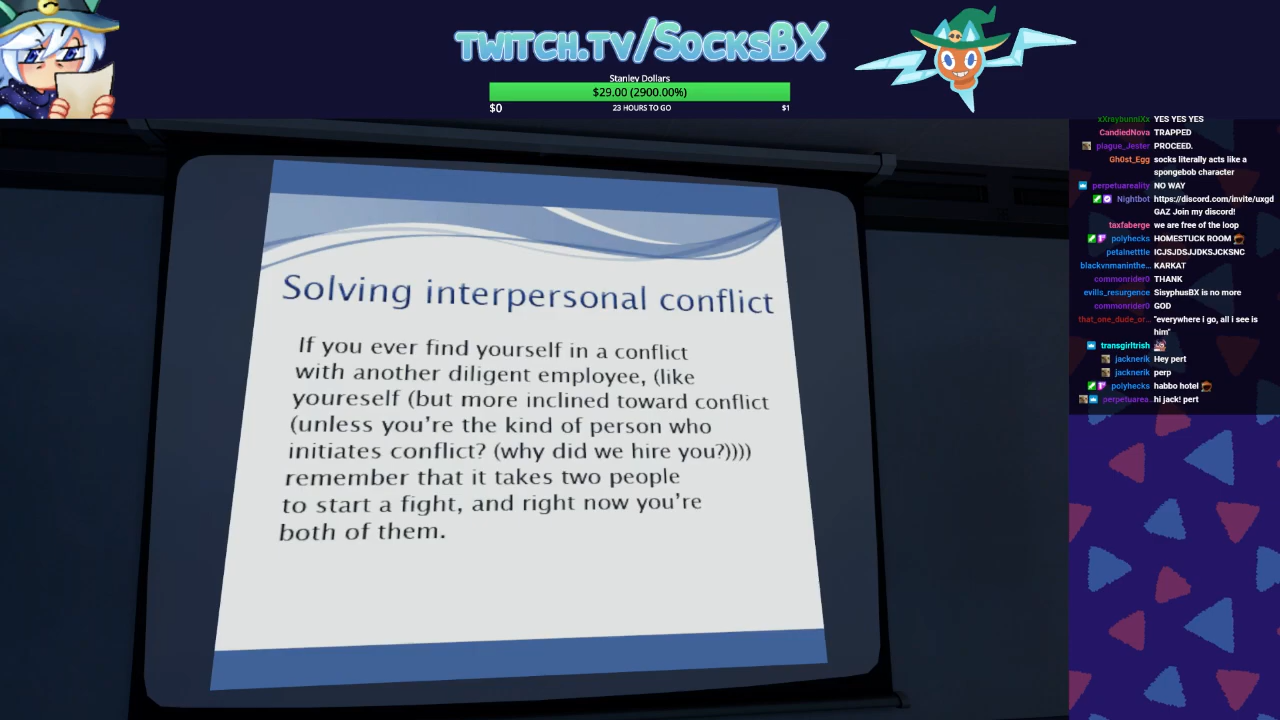 twitch.tv/SocksBX
Stanley Dollars
$29.00 (2900.00%)
$0
23 HOURS TO GO
$1
Solving interpersonal conflict
If you ever find yourself in a conflict
with another diligent employee, (like
youreself (but more inclined toward conflict
(unless you're the kind of person who
initiates conflict? (why did we hire you?))))
remember that it takes two people
to start a fight, and right now you're
both of them.
xXroybunniXx YES YES YES
CandiedNova TRAPPED
plague_Jester PROCEED.
Gh0st_Egg socks literally acts like a
spongebob character
perpetuareality NO WAY
Nightbot https://discord.com/invite/uxgd
GAZ Join my discord!
taxfaberge we are free of the loop
polyhecks HOMESTUCK ROOM
petalnetttle ICJSJDSJJDKSJCKSNC
blackvnmaninthe... KARKAT
commonrider0 THANK
evills_resurgence SisyphusBX is no more
commonrider0 GOD
that_one_dude_or... "everywhere i go, all i see is
him"
transgirltrish
jacknerik Hey pert
jacknerik perp
polyhecks habbo hotel
perpetuarea... hi jack! pert